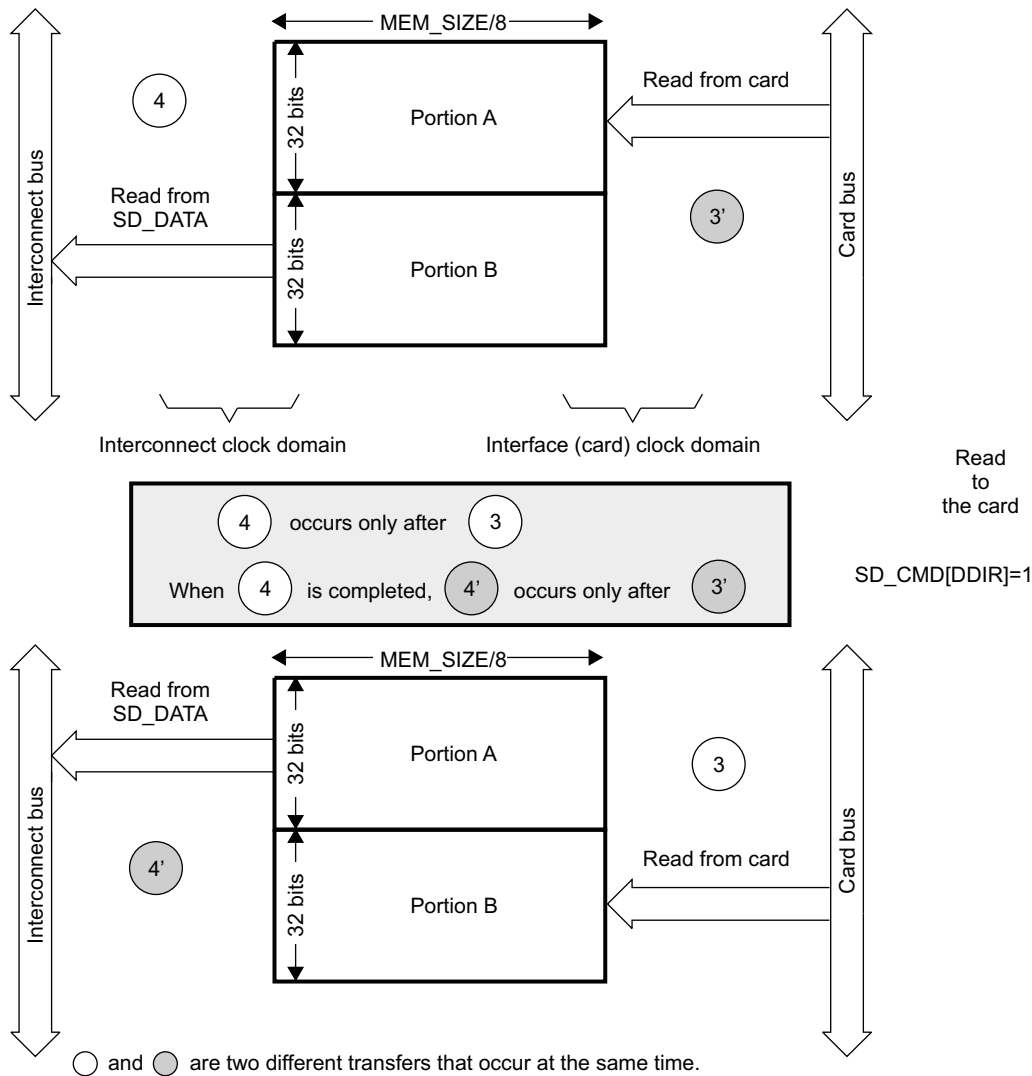 MEM_SIZE/8
Interconnect bus
4
32 bits
Portion A
Read from card
Card bus
Read from
SD_DATA
3’
32 bits
Portion B
Interconnect clock domain
Interface (card) clock domain
Read
to
the card
4 occurs only after 3
When 4 is completed, 4’ occurs only after 3’
SD_CMD[DDIR]=1
MEM_SIZE/8
Interconnect bus
Read from
SD_DATA
32 bits
Portion A
3
Card bus
4’
32 bits
Portion B
Read from card
and are two different transfers that occur at the same time.